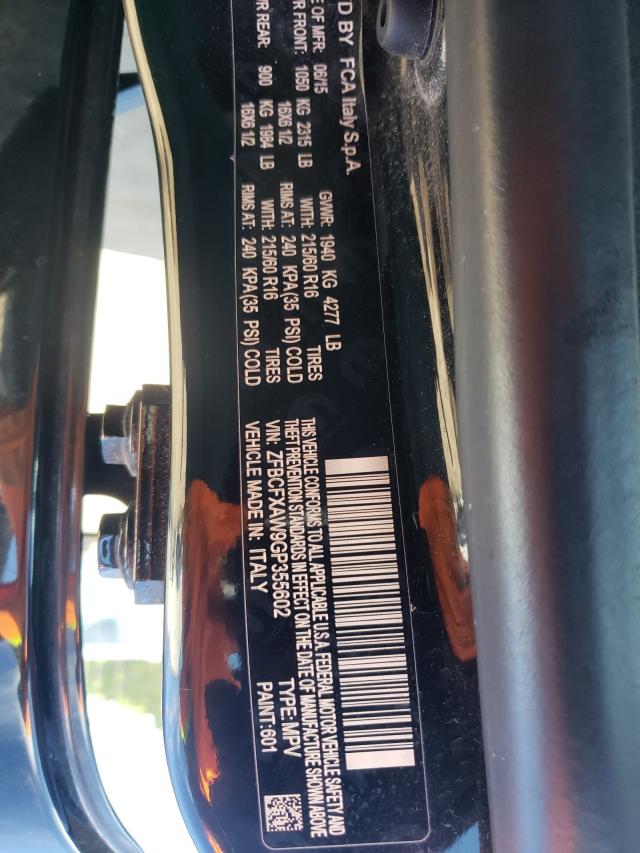 BY FCA Italy S.p.A.
OF MFR: 06/15 GVWR: 1940 KG 4277 LB
FRONT: 1050 KG 2315 LB WITH: 215/60 R16 TIRES
16X6 1/2 RIMS AT: 240 KPA(35 PSI) COLD
REAR: 900 KG 1984 LB WITH: 215/60 R16 TIRES
16X6 1/2 RIMS AT: 240 KPA(35 PSI) COLD
THIS VEHICLE CONFORMS TO ALL APPLICABLE U.S.A. FEDERAL MOTOR VEHICLE SAFETY AND
THEFT PREVENTION STANDARDS IN EFFECT ON THE DATE OF MANUFACTURE SHOWN ABOVE
VIN: ZFBCFXAW9GP355602 TYPE: MPV
VEHICLE MADE IN: ITALY PAINT: 601